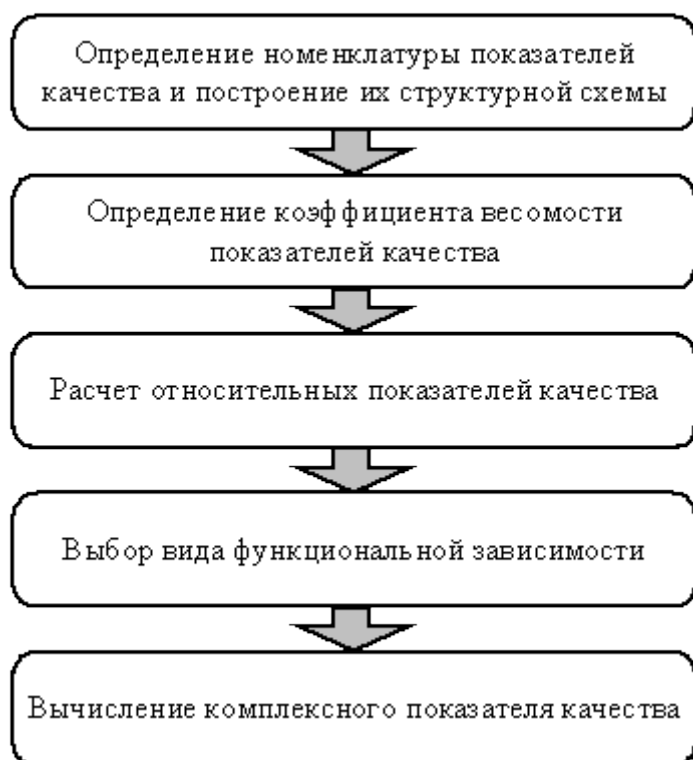 Определение номенклатуры показателей
качества и построение их структурной схемы
Определение коэффициента весомости
показателей качества
Расчет относительных показателей качества
Выбор вида функциональной зависимости
Вычисление комплексного показателя качества